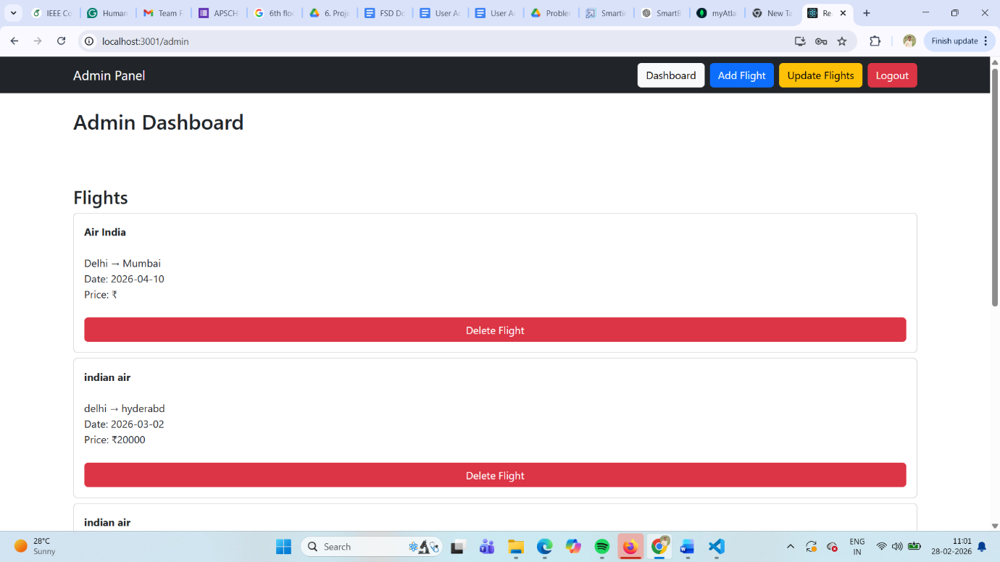 IEEE Co
Human
Team F
APSCH
6th flo
6. Proje
FSD Do
User A
User Ac
Probler
Smartin
SmartB
myAtla
New Ta
Re
localhost:3001/admin
Finish update
Admin Panel
Dashboard
Add Flight
Update Flights
Logout
Admin Dashboard
Flights
Air India
Delhi → Mumbai
Date: 2026-04-10
Price: ₹
Delete Flight
indian air
delhi → hyderabd
Date: 2026-03-02
Price: ₹20000
Delete Flight
indian air
28°C
Sunny
Search
ENG
IN
11:01
28-02-2026